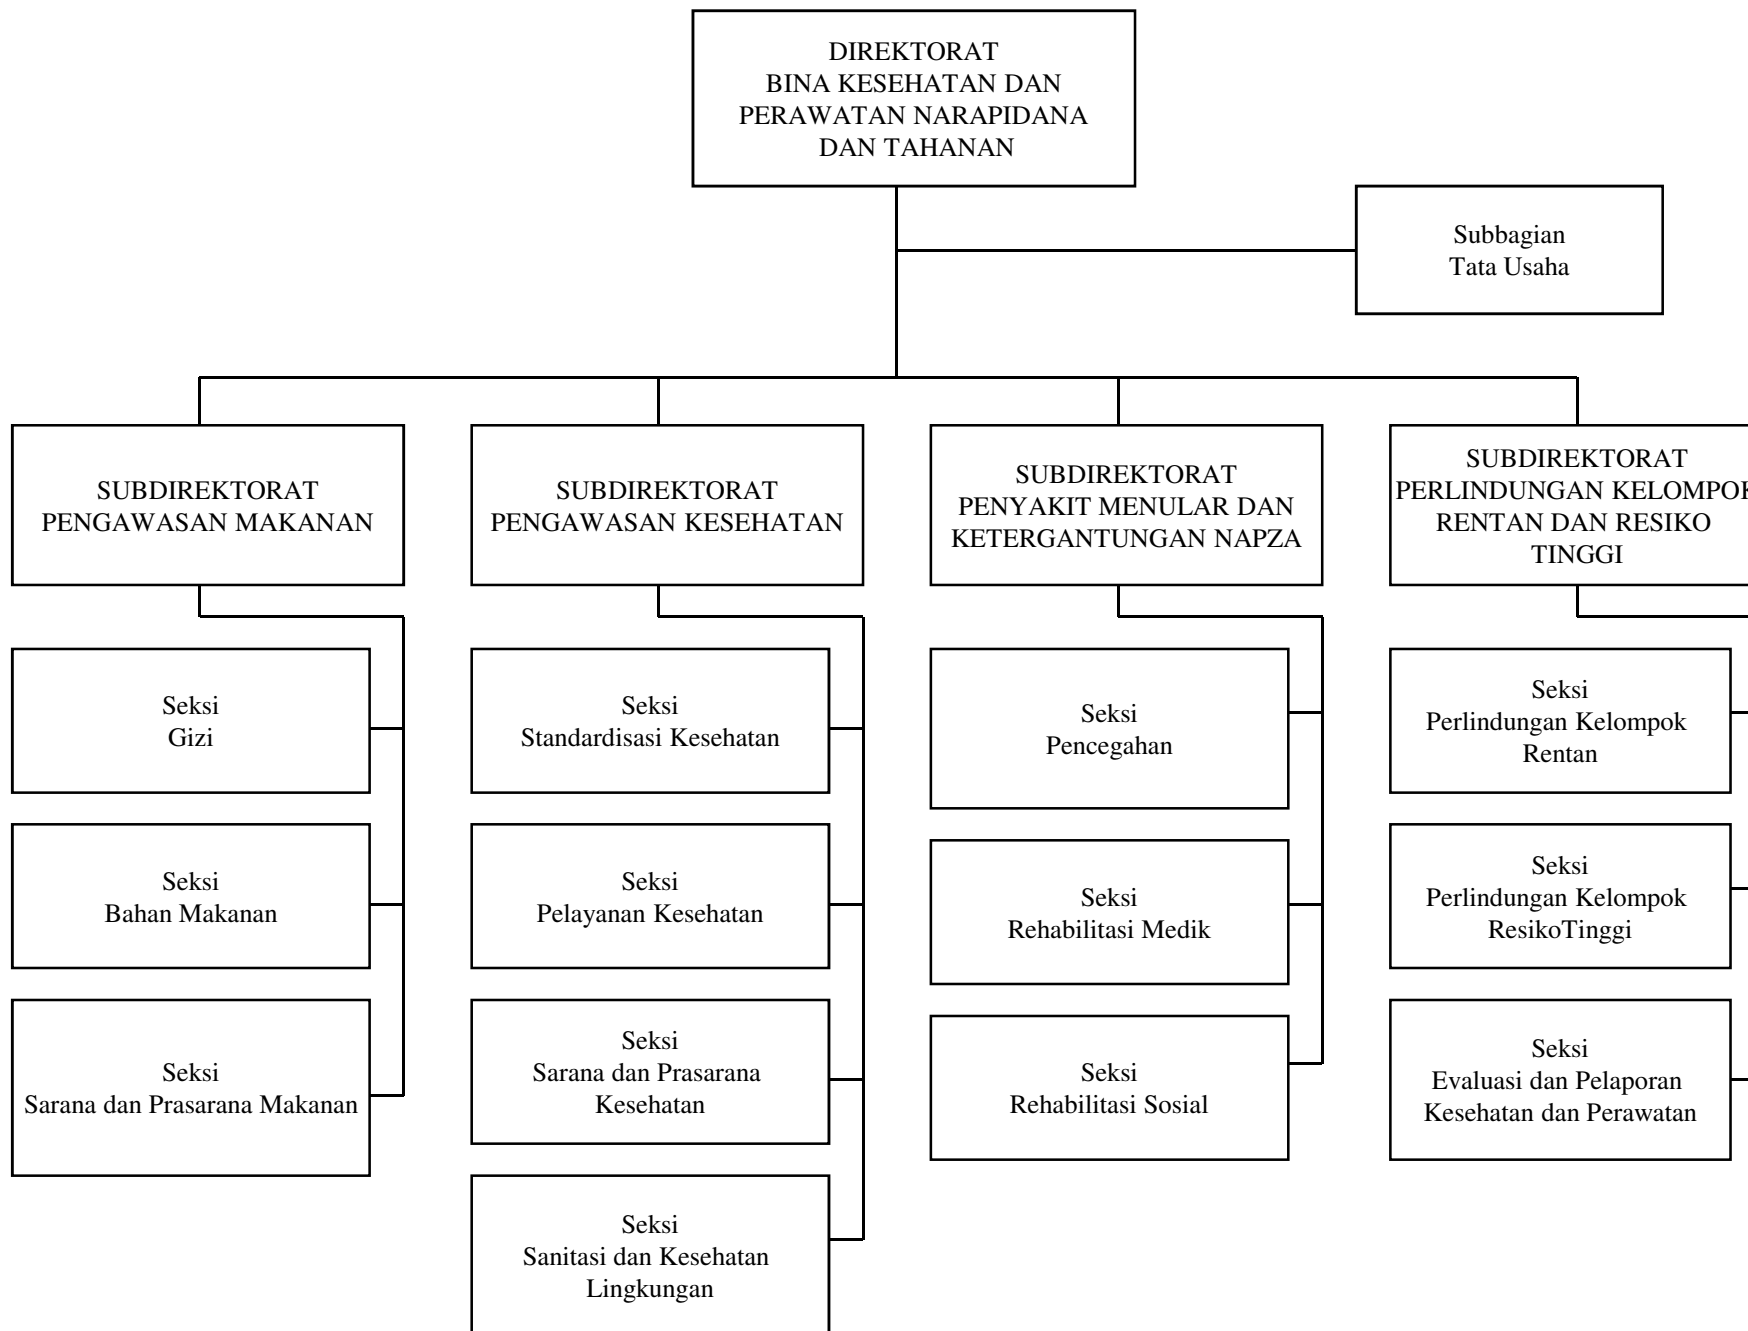 DIREKTORAT
BINA KESEHATAN DAN
PERAWATAN NARAPIDANA
DAN TAHANAN
Subbagian
Tata Usaha
SUBDIREKTORAT
PENGAWASAN MAKANAN
SUBDIREKTORAT
PENGAWASAN KESEHATAN
SUBDIREKTORAT
PENYAKIT MENULAR DAN
KETERGANTUNGAN NAPZA
SUBDIREKTORAT
PERLINDUNGAN KELOMPOK
RENTAN DAN RESIKO
TINGGI
Seksi
Gizi
Seksi
Bahan Makanan
Seksi
Sarana dan Prasarana Makanan
Seksi
Standardisasi Kesehatan
Seksi
Pelayanan Kesehatan
Seksi
Sarana dan Prasarana
Kesehatan
Seksi
Sanitasi dan Kesehatan
Lingkungan
Seksi
Pencegahan
Seksi
Rehabilitasi Medik
Seksi
Rehabilitasi Sosial
Seksi
Perlindungan Kelompok
Rentan
Seksi
Perlindungan Kelompok
ResikoTinggi
Seksi
Evaluasi dan Pelaporan
Kesehatan dan Perawatan